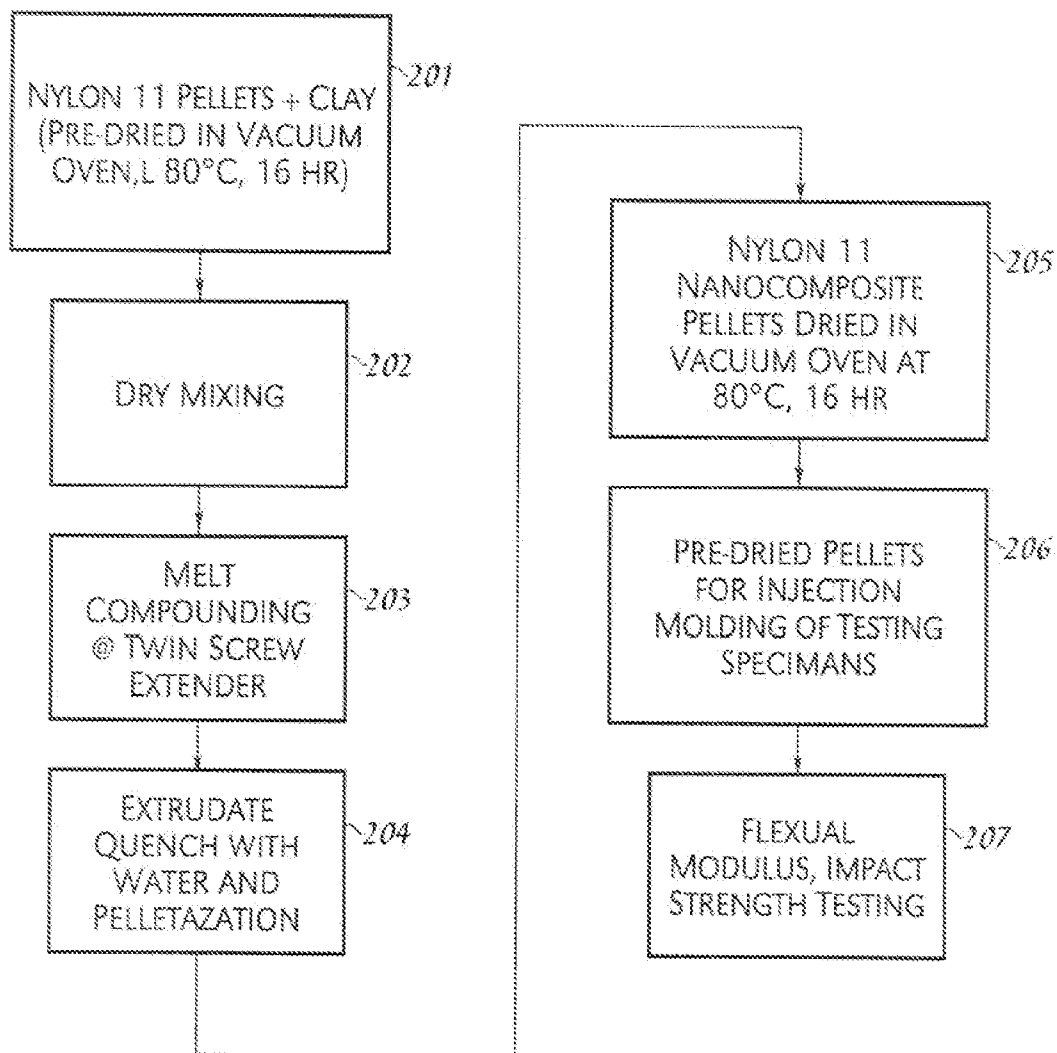 201
NYLON 11 PELLETS + CLAY
(PRE-DRIED IN VACUUM
OVEN,L 80°C, 16 HR)
202
DRY MIXING
203
MELT
COMPOUNDING
@ TWIN SCREW
EXTENDER
204
EXTRUDATE
QUENCH WITH
WATER AND
PELLETAZATION
205
NYLON 11
NANOCOMPOSITE
PELLETS DRIED IN
VACUUM OVEN AT
80°C, 16 HR
206
PRE-DRIED PELLETS
FOR INJECTION
MOLDING OF TESTING
SPECIMANS
207
FLEXUAL
MODULUS, IMPACT
STRENGTH TESTING